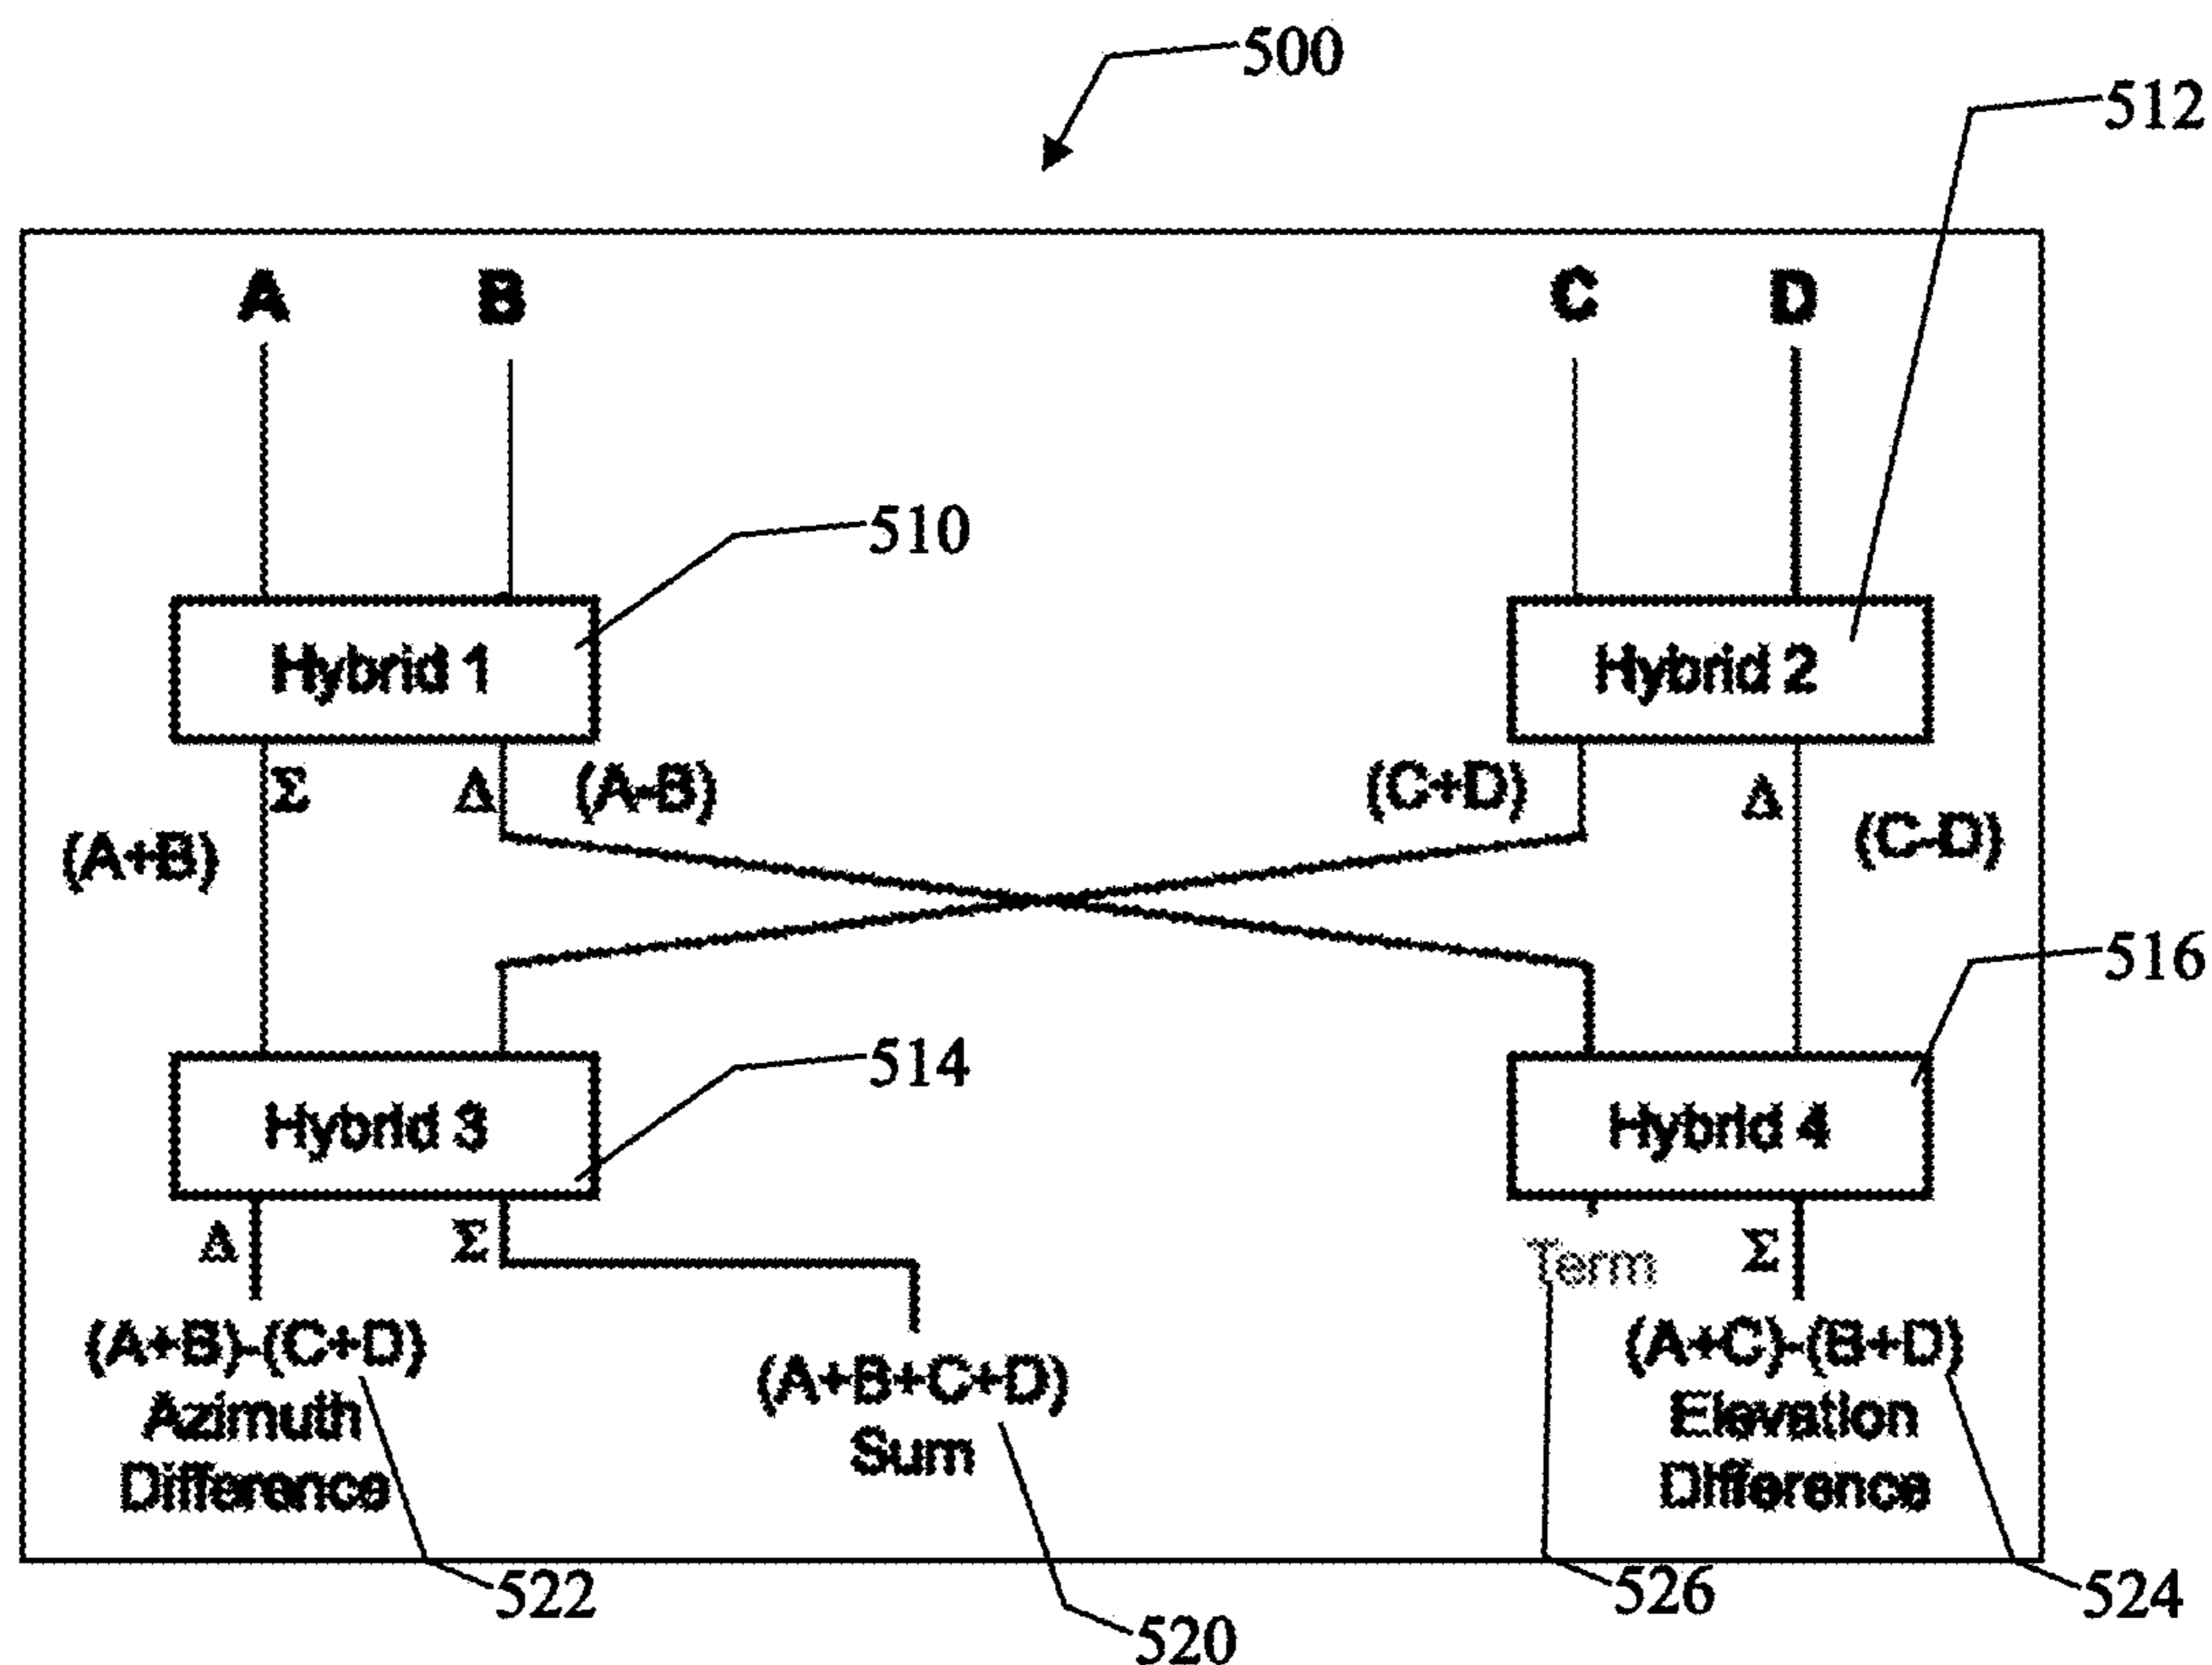 500
512
A B C D
510
Hybrid 1 Hybrid 2
Σ Δ (A-B) (C+D) Δ
(A+B) (C-D)
516
514
Hybrid 3 Hybrid 4
Δ Σ Term Σ
(A+B)-(C+D) (A+B+C+D) (A+C)-(B+D)
Azimuth Sum Elevation
Difference Difference
522 520 526 524